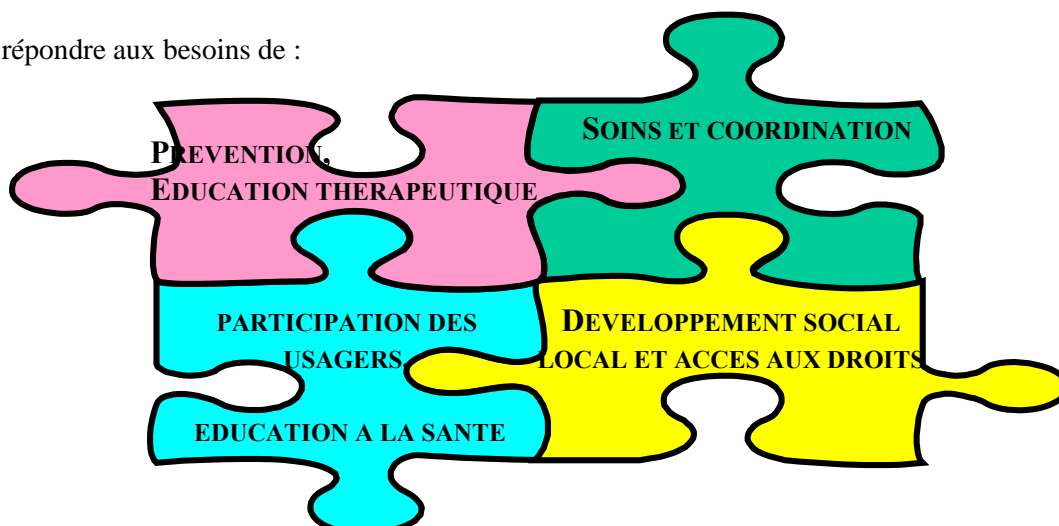 répondre aux besoins de :
SOINS ET COORDINATION
PREVENTION,
EDUCATION THERAPEUTIQUE
PARTICIPATION DES
USAGERS,
DEVELOPPEMENT SOCIAL
LOCAL ET ACCES AUX DROITS
EDUCATION A LA SANTE